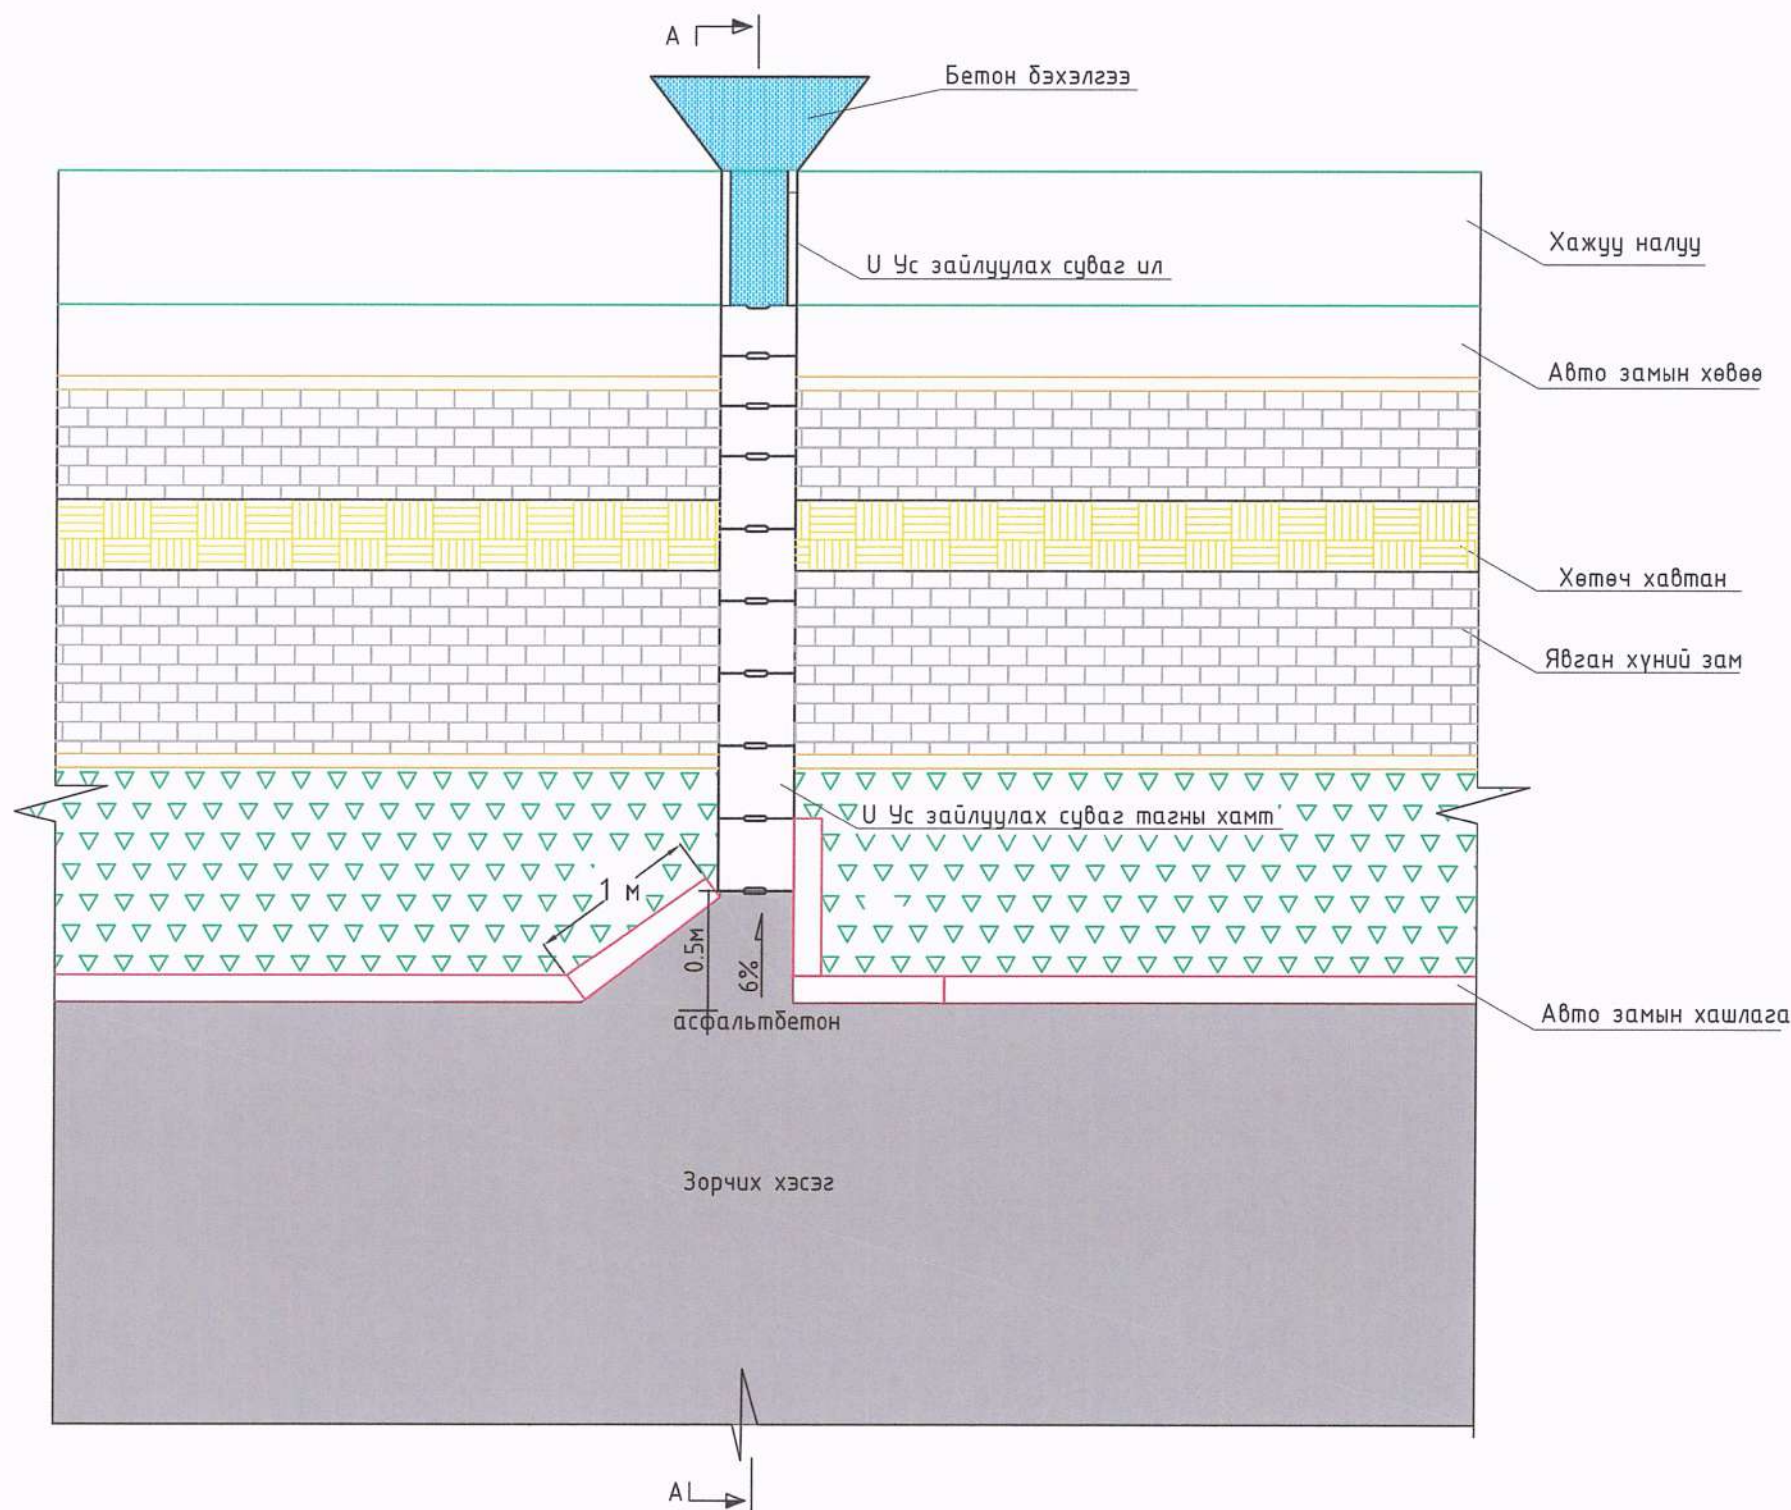 А
Бетон бэхэлгээ
Хажуу налуу
U Ус зайлуулах суваг ил
Авто замын хөвөө
Хөтөч хавтан
Явган хүний зам
U Ус зайлуулах суваг тагны хамт
1 м
0.5м
6%
асфальтбетон
Авто замын хашлага
Зорчих хэсэг
А